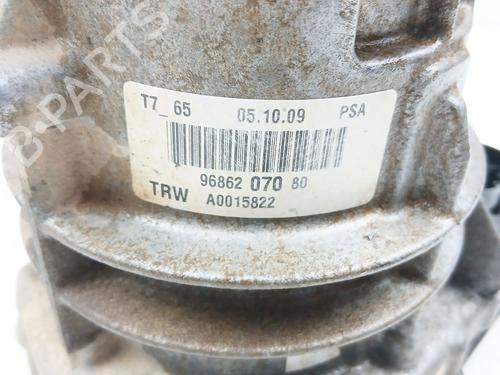 T7_65 05.10.09 PSA
96862 070 80
TRW A0015822
B-PARTS